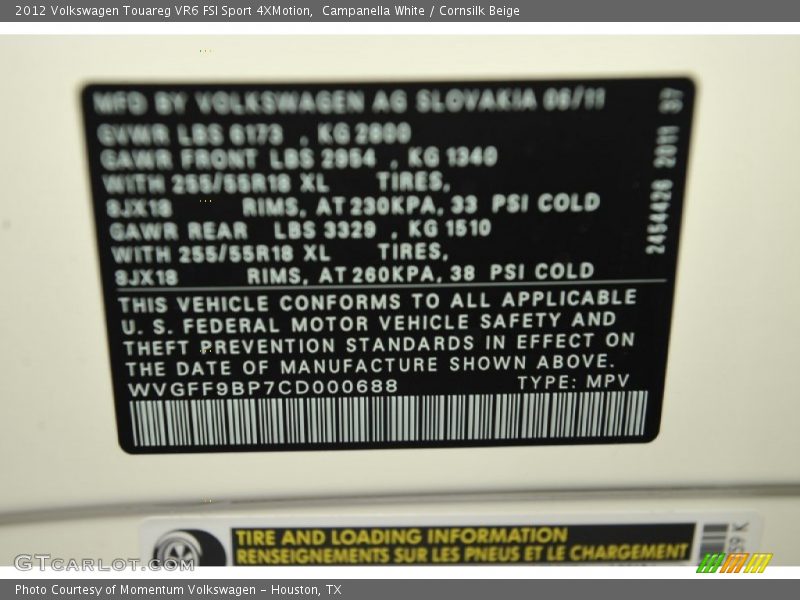 2012 Volkswagen Touareg VR6 FSI Sport 4XMotion, Campanella White / Cornsilk Beige
MFD BY VOLKSWAGEN AG SLOVAKIA 06/11
GVWR LBS 6173 , KG 2800
GAWR FRONT LBS 2954 , KG 1340
WITH 255/55R18 XL TIRES,
8JX18 RIMS, AT 230KPA, 33 PSI COLD
GAWR REAR LBS 3329 , KG 1510
WITH 255/55R18 XL TIRES,
8JX18 RIMS, AT 260KPA, 38 PSI COLD
2454428 2011 37
THIS VEHICLE CONFORMS TO ALL APPLICABLE
U. S. FEDERAL MOTOR VEHICLE SAFETY AND
THEFT PREVENTION STANDARDS IN EFFECT ON
THE DATE OF MANUFACTURE SHOWN ABOVE.
WVGFF9BP7CD000688 TYPE: MPV
TIRE AND LOADING INFORMATION
RENSEIGNEMENTS SUR LES PNEUS ET LE CHARGEMENT
GTcarlot.com
Photo Courtesy of Momentum Volkswagen - Houston, TX